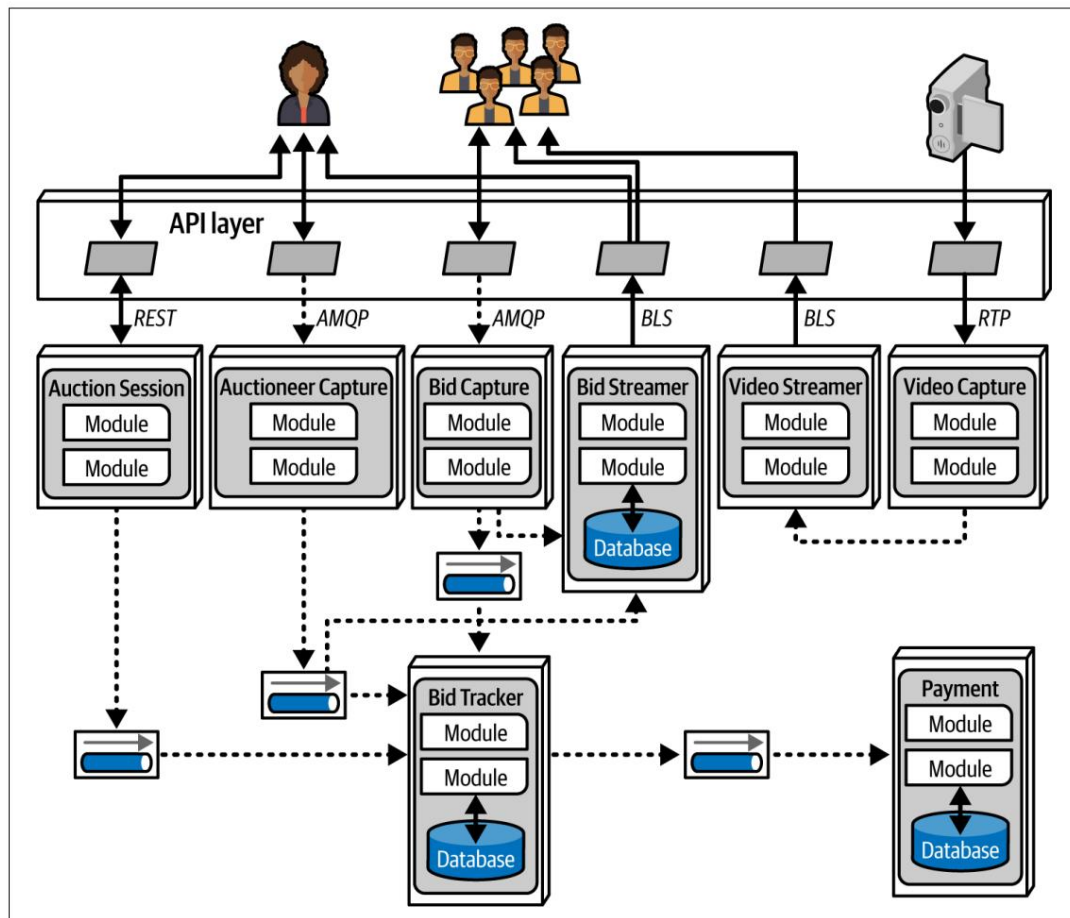 API layer
REST
AMQP
AMQP
BLS
BLS
RTP
Auction Session
Module
Module
Auctioneer Capture
Module
Module
Bid Capture
Module
Module
Bid Streamer
Module
Module
Database
Video Streamer
Module
Module
Video Capture
Module
Module
Bid Tracker
Module
Module
Database
Payment
Module
Module
Database